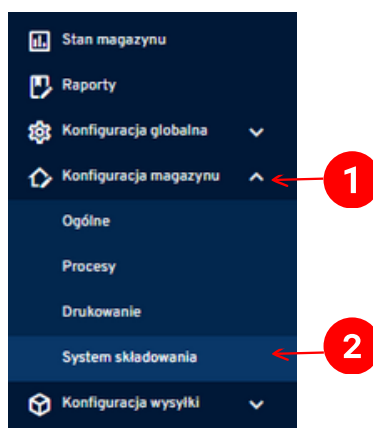 Stan magazynu
Raporty
Konfiguracja globalna
Konfiguracja magazynu
1
Ogólne
Procesy
Drukowanie
System składowania
2
Konfiguracja wysyłki